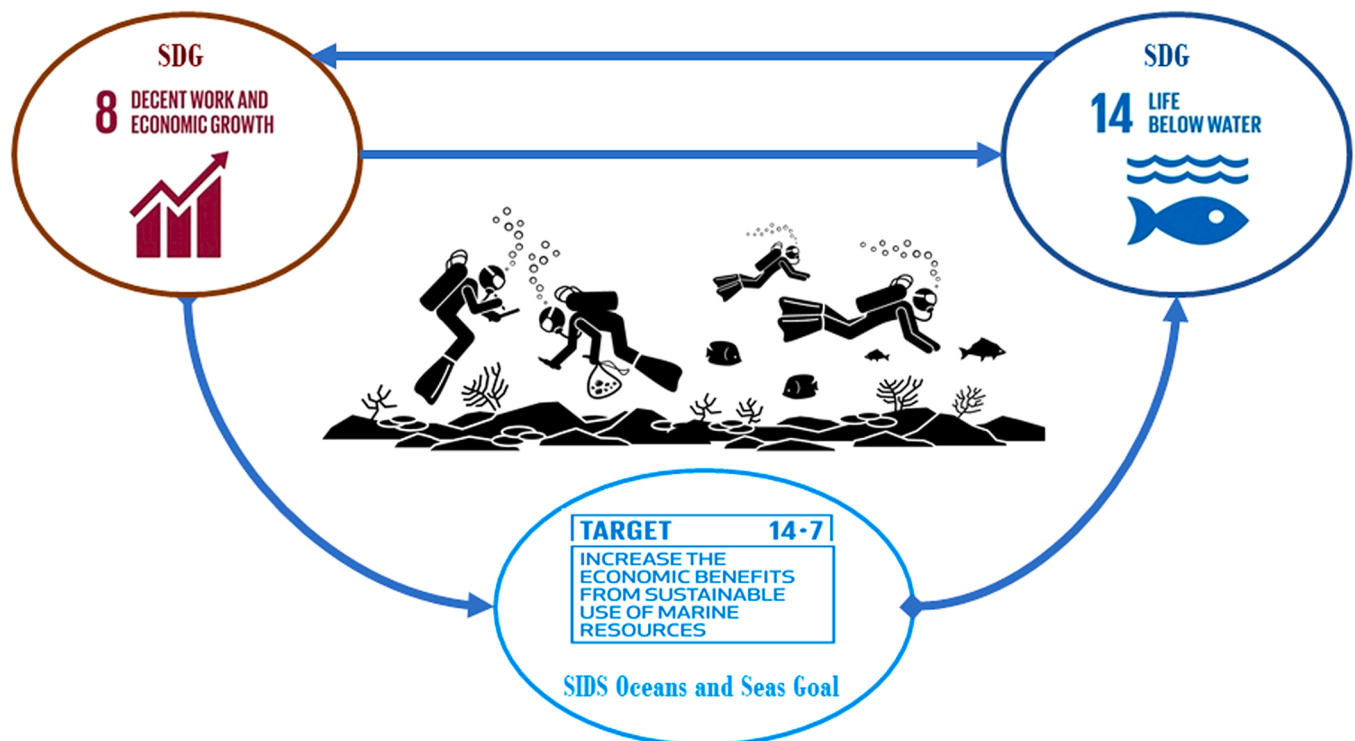 SDG
8 DECENT WORK AND
ECONOMIC GROWTH
SDG
14 LIFE
BELOW WATER
TARGET 14·7
INCREASE THE
ECONOMIC BENEFITS
FROM SUSTAINABLE
USE OF MARINE
RESOURCES
SIDS Oceans and Seas Goal